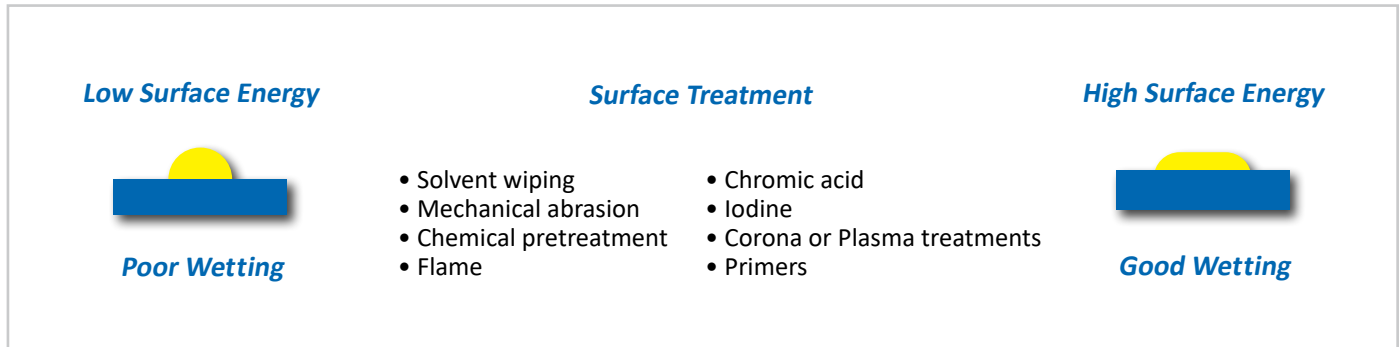 Low Surface Energy
Poor Wetting
Surface Treatment
• Solvent wiping
• Mechanical abrasion
• Chemical pretreatment
• Flame
• Chromic acid
• Iodine
• Corona or Plasma treatments
• Primers
High Surface Energy
Good Wetting